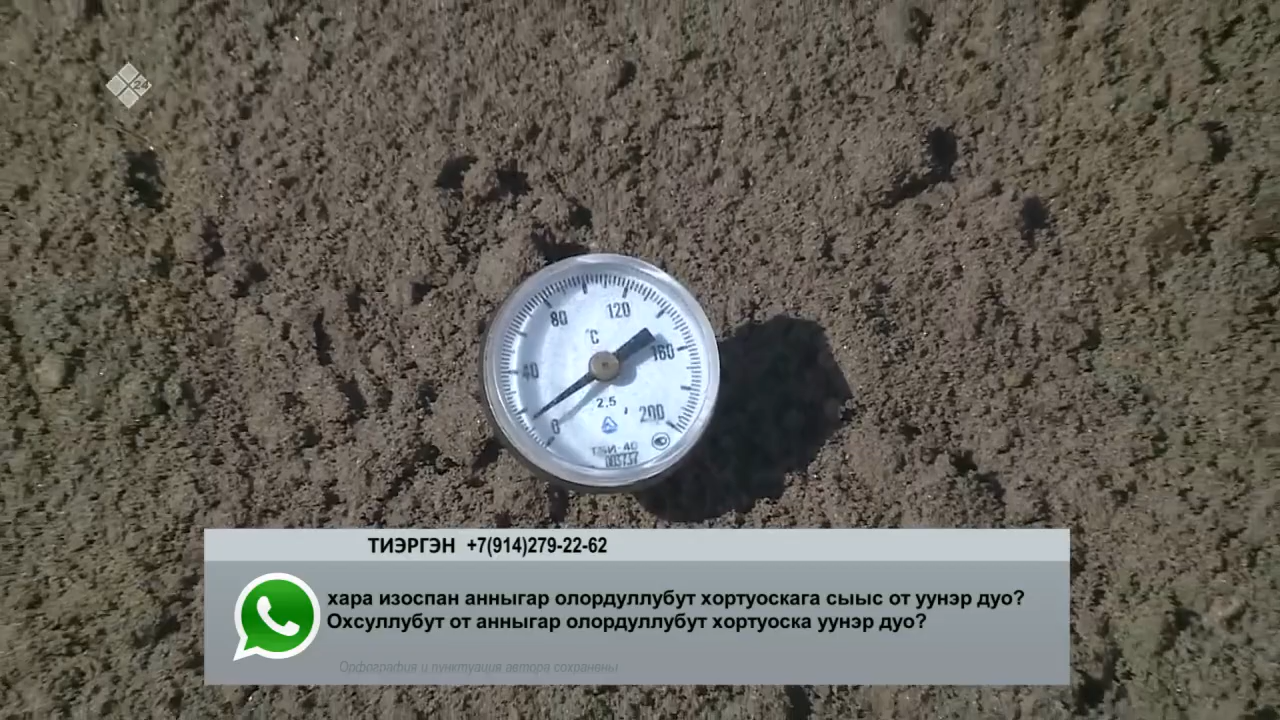 24
80
120
°C
40
160
2,5
0
200
ТБИ-40
ТИЭРГЭН +7(914)279-22-62
хара изоспан анныгар олордуллубут хортуоскага сыыс от уунэр дуо?
Охсуллубут от анныгар олордуллубут хортуоска уунэр дуо?
Орфография и пунктуация автора сохранены